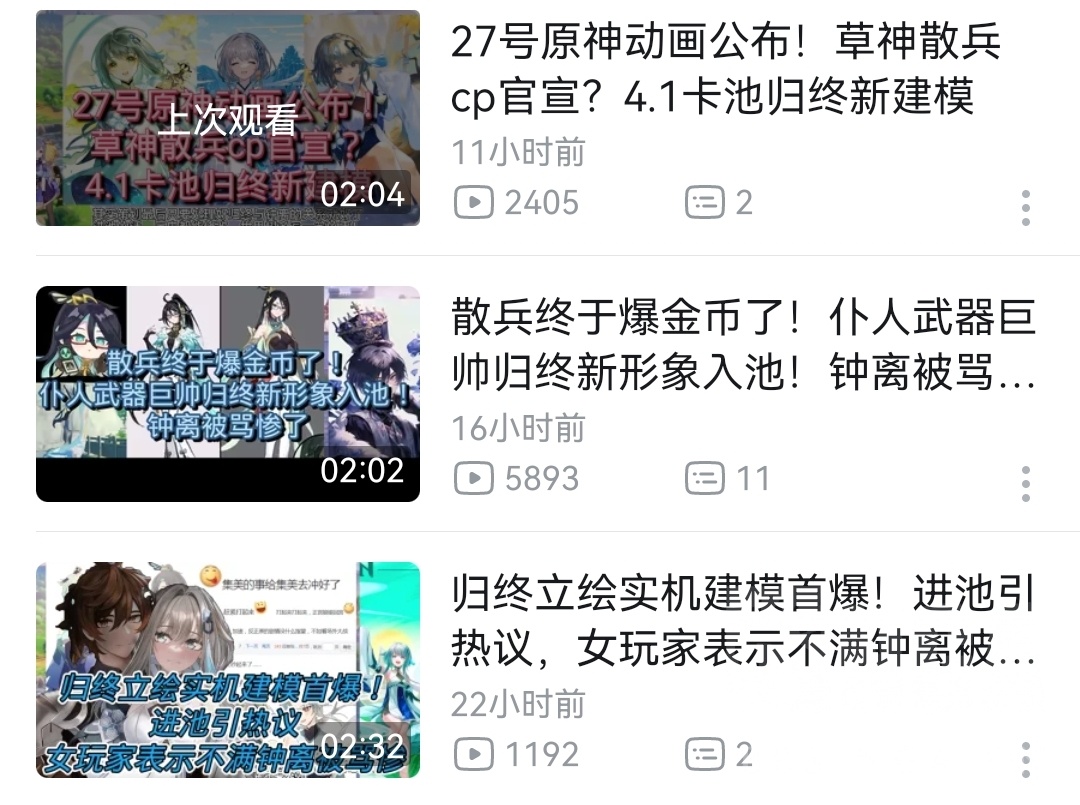 27号原神动画公布！
草神散兵cp官宣？
4.1卡池归终新建模
上次观看
02:04
27号原神动画公布！草神散兵
cp官宣？4.1卡池归终新建模
11小时前
2405
2
散兵终于爆金币了！
仆人武器巨帅归终新形象入池！
钟离被骂惨了
02:02
散兵终于爆金币了！仆人武器巨
帅归终新形象入池！钟离被骂...
16小时前
5893
11
集美的事给集美去冲好了
归终立绘实机建模首爆！
进池引热议
女玩家表示不满钟离被骂惨
02:32
归终立绘实机建模首爆！进池引
热议，女玩家表示不满钟离被...
22小时前
1192
2